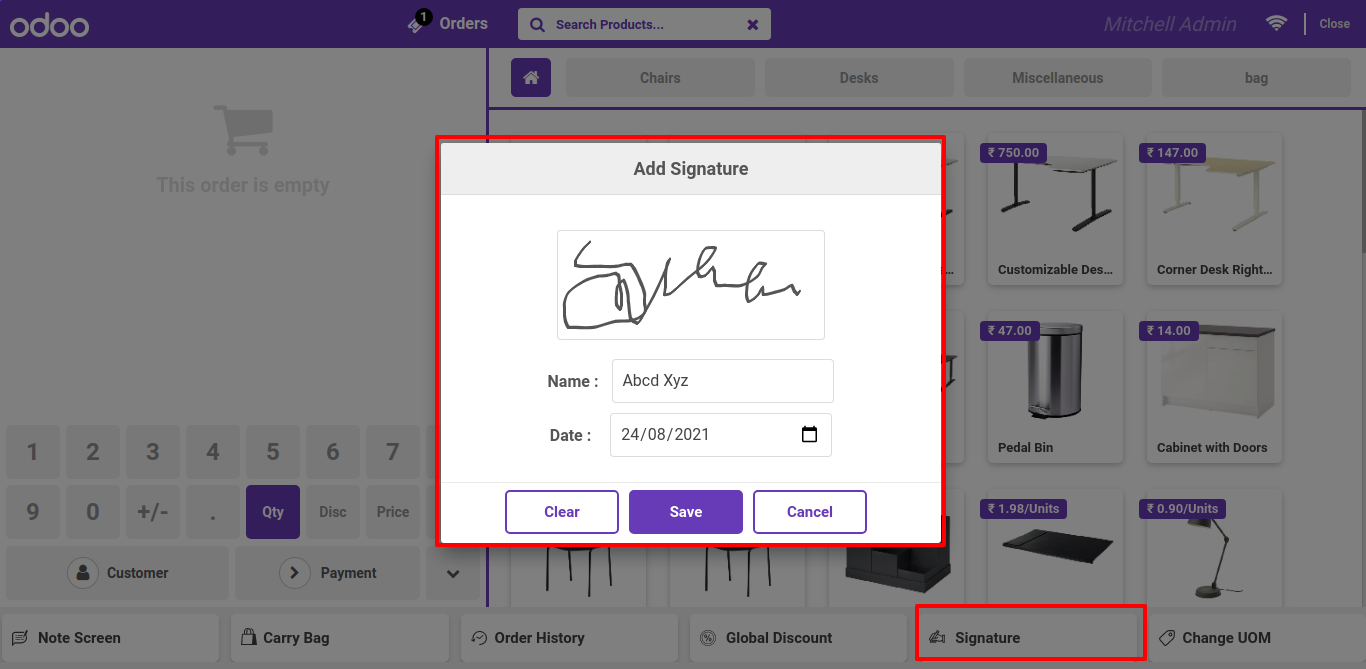 odoo
1 Orders
Search Products...
Mitchell Admin
Close
Chairs
Desks
Miscellaneous
bag
This order is empty
₹ 750.00
Customizable Des...
₹ 147.00
Corner Desk Right...
₹ 47.00
Pedal Bin
₹ 14.00
Cabinet with Doors
₹ 1.98/Units
₹ 0.90/Units
Add Signature
Name : Abcd Xyz
Date : 24/08/2021
Clear
Save
Cancel
1 2 3 4 5 6 7
9 0 +/- . Qty Disc Price
Customer
Payment
Note Screen
Carry Bag
Order History
Global Discount
Signature
Change UOM